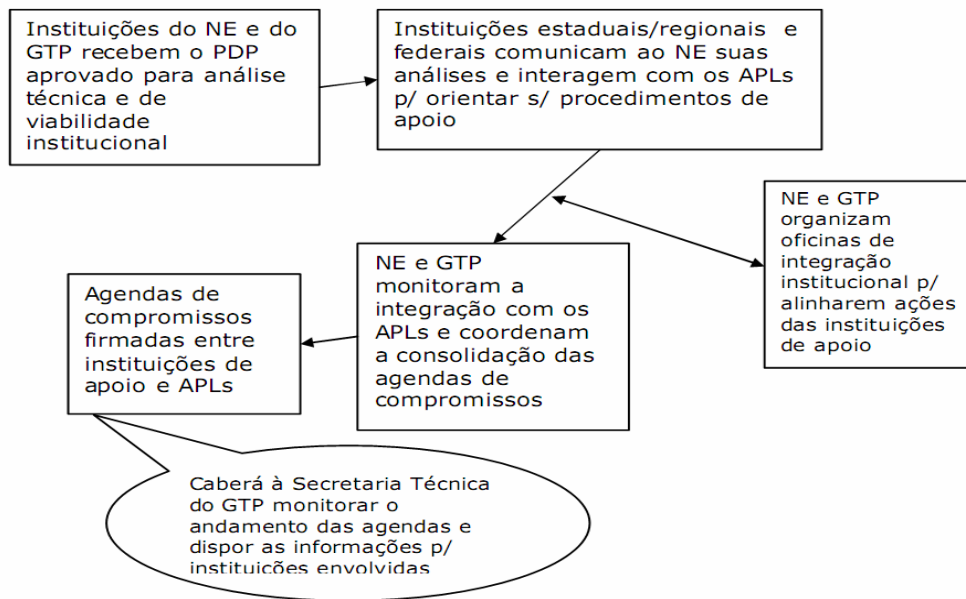 Instituições do NE e do
GTP recebem o PDP
aprovado para análise
técnica e de
viabilidade
institucional
Instituições estaduais/regionais e
federais comunicam ao NE suas
análises e interagem com os APLs
p/ orientar s/ procedimentos de
apoio
NE e GTP
organizam
oficinas de
integração
institucional p/
alinharem ações
das instituições
de apoio
NE e GTP
monitoram a
integração com os
APLs e coordenam
a consolidação das
agendas de
compromissos
Agendas de
compromissos
firmadas entre
instituições de
apoio e APLs
Caberá à Secretaria Técnica
do GTP monitorar o
andamento das agendas e
dispor as informações p/
instituições envolvidas